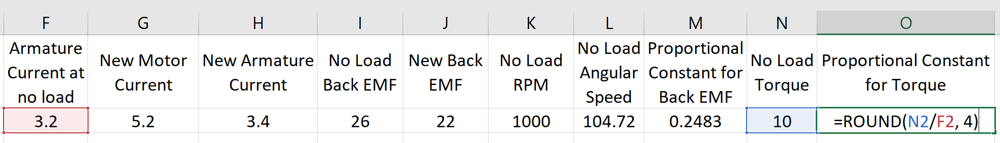 F G H I J K L M N O
Armature Current at no load
New Motor Current
New Armature Current
No Load Back EMF
New Back EMF
No Load RPM
No Load Angular Speed
Proportional Constant for Back EMF
No Load Torque
Proportional Constant for Torque
3.2 5.2 3.4 26 22 1000 104.72 0.2483 10 =ROUND(N2/F2, 4)